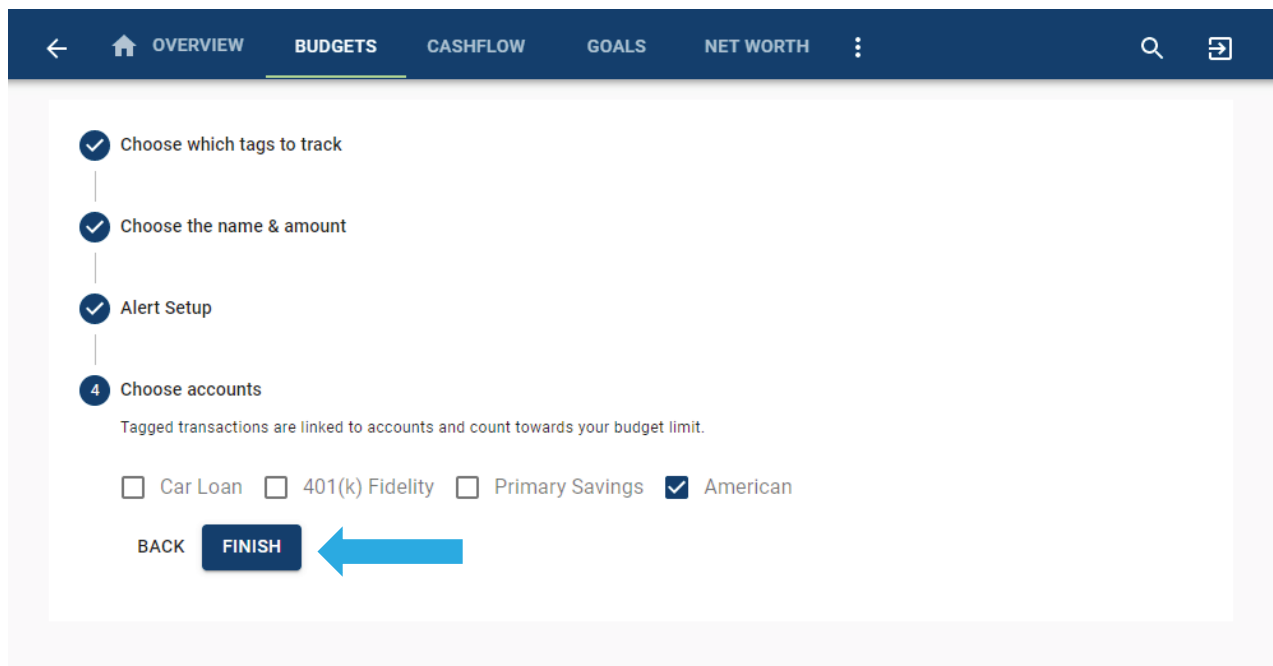 OVERVIEW BUDGETS CASHFLOW GOALS NET WORTH
Choose which tags to track
Choose the name & amount
Alert Setup
4 Choose accounts
Tagged transactions are linked to accounts and count towards your budget limit.
Car Loan 401(k) Fidelity Primary Savings American
BACK FINISH